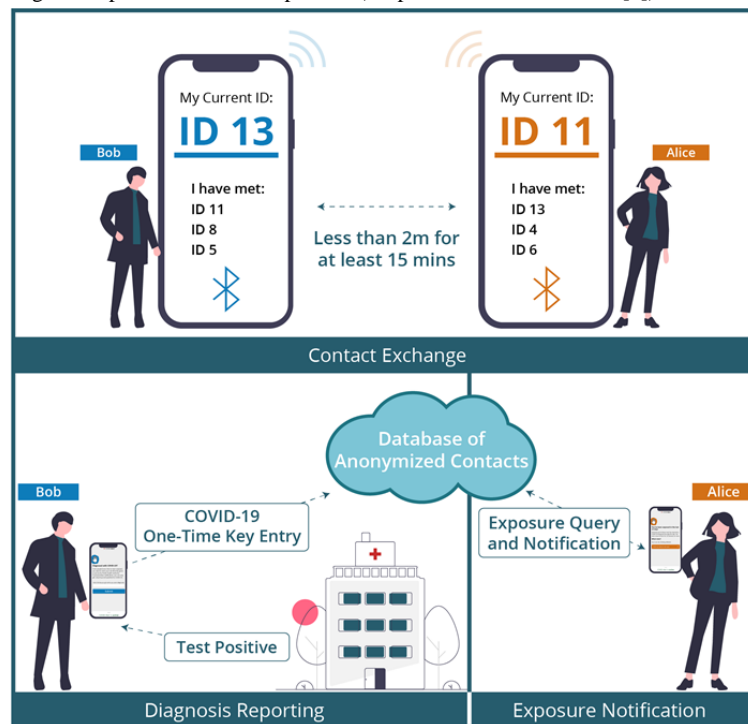 My Current ID:
ID 13
Bob
I have met:
ID 11
ID 8
ID 5
My Current ID:
ID 11
Alice
I have met:
ID 13
ID 4
ID 6
Less than 2m for
at least 15 mins
Contact Exchange
Database of
Anonymized Contacts
Bob
COVID-19
One-Time Key Entry
Test Positive
Alice
Exposure Query
and Notification
Diagnosis Reporting
Exposure Notification